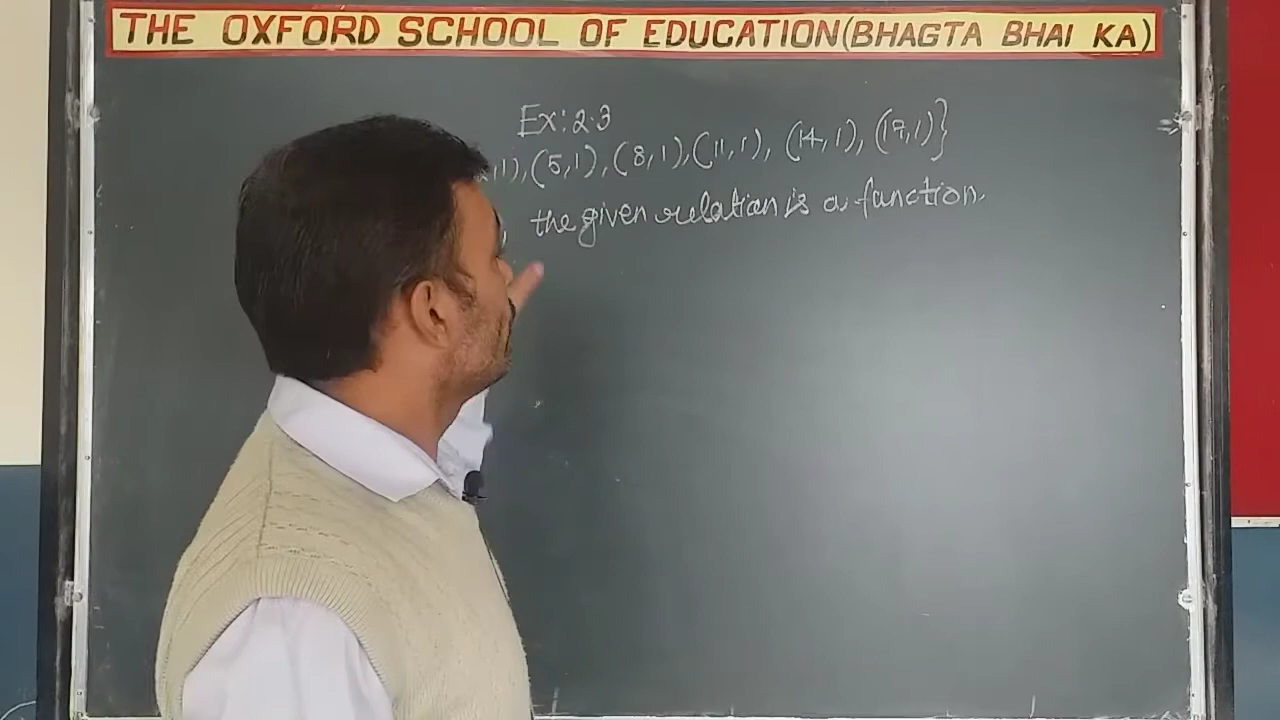 THE OXFORD SCHOOL OF EDUCATION(BHAGTA BHAI KA)
Ex: 2.3
,1),(5,1),(8,1),(11,1), (14,1), (17,1)}
, the given relation is a function.